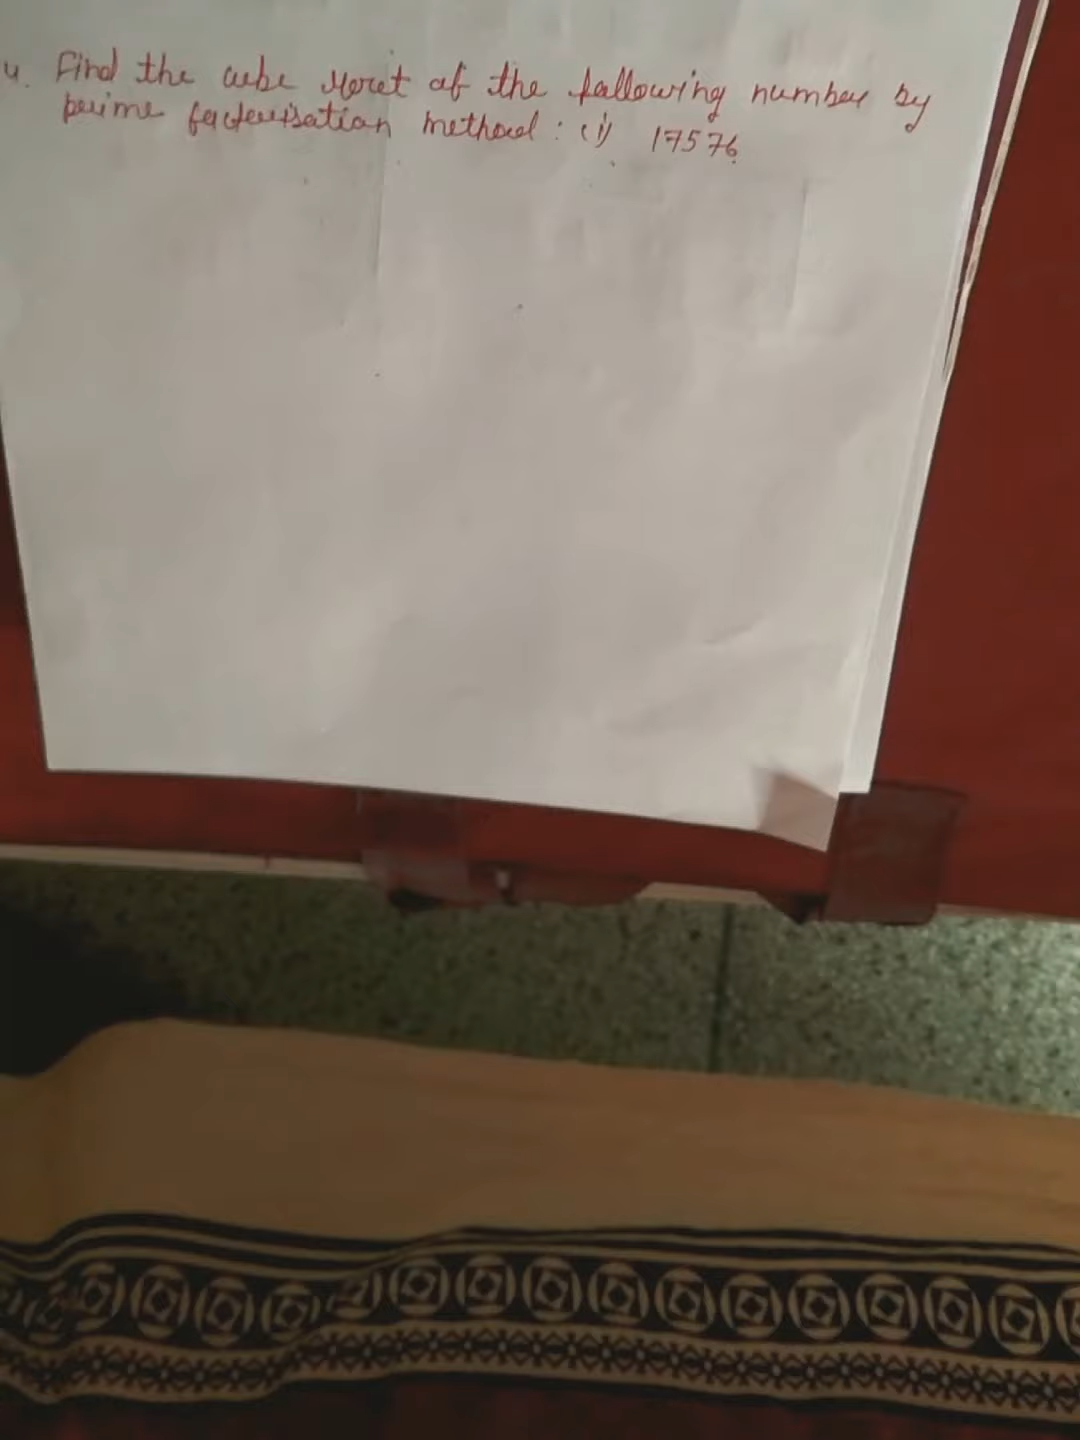 4. Find the cube root of the following number by
prime factorisation method : (i) 17576